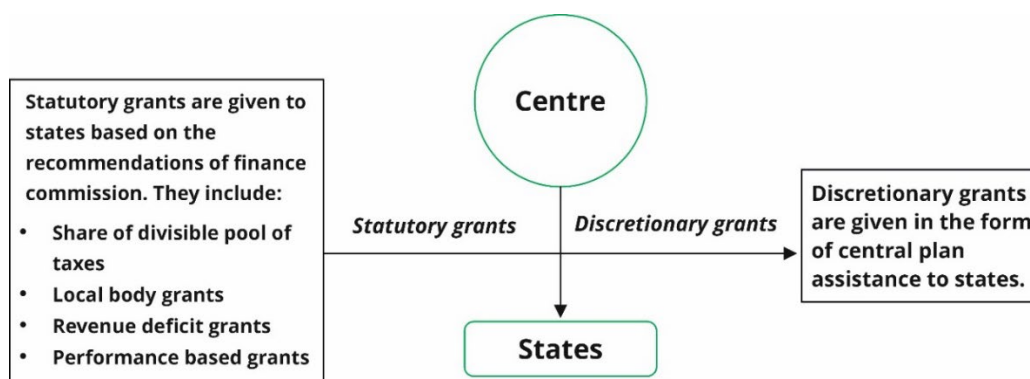 Centre
Statutory grants are given to
states based on the
recommendations of finance
commission. They include:
• Share of divisible pool of
taxes
• Local body grants
• Revenue deficit grants
• Performance based grants
Statutory grants
Discretionary grants
Discretionary grants
are given in the form
of central plan
assistance to states.
States